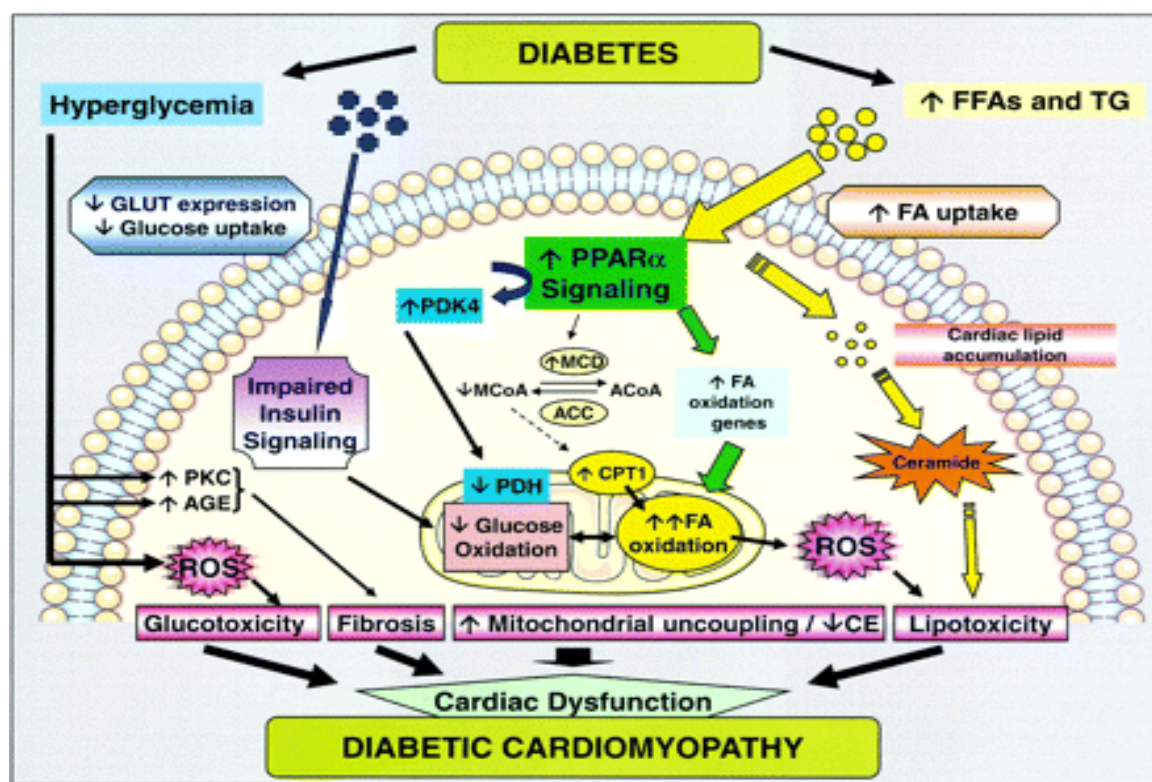 DIABETES
Hyperglycemia
↑ FFAs and TG
↓ GLUT expression
↓ Glucose uptake
↑ FA uptake
↑ PPARα
Signaling
↑PDK4
Cardiac lipid
accumulation
↑MCD
↓MCoA
ACoA
ACC
↑ FA
oxidation
genes
Impaired
Insulin
Signaling
Ceramide
↑ PKC
↑ AGE
↓ PDH
↑ CPT1
↓ Glucose
Oxidation
↑↑FA
oxidation
ROS
ROS
Glucotoxicity
Fibrosis
↑ Mitochondrial uncoupling / ↓CE
Lipotoxicity
Cardiac Dysfunction
DIABETIC CARDIOMYOPATHY